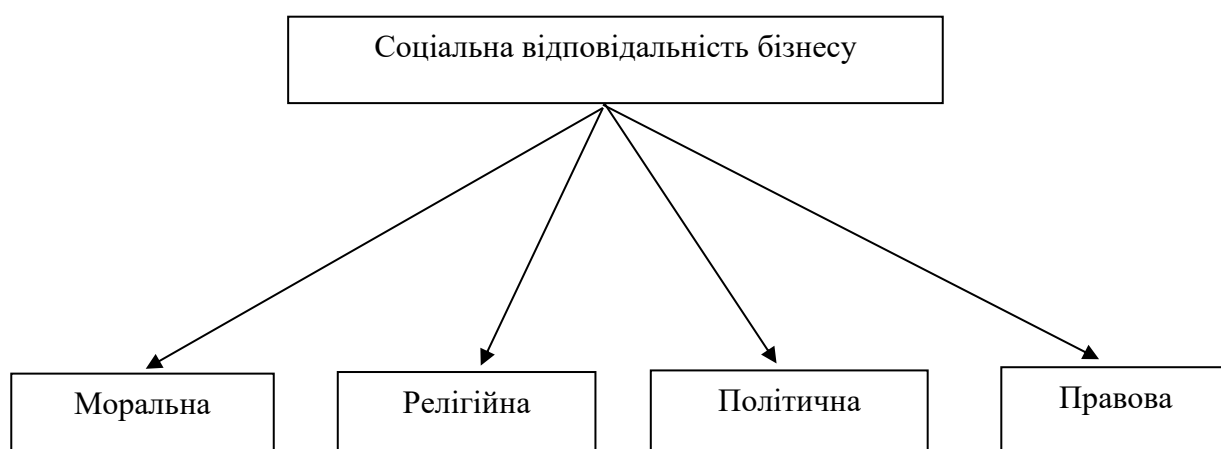 Соціальна відповідальність бізнесу
Моральна
Релігійна
Політична
Правова